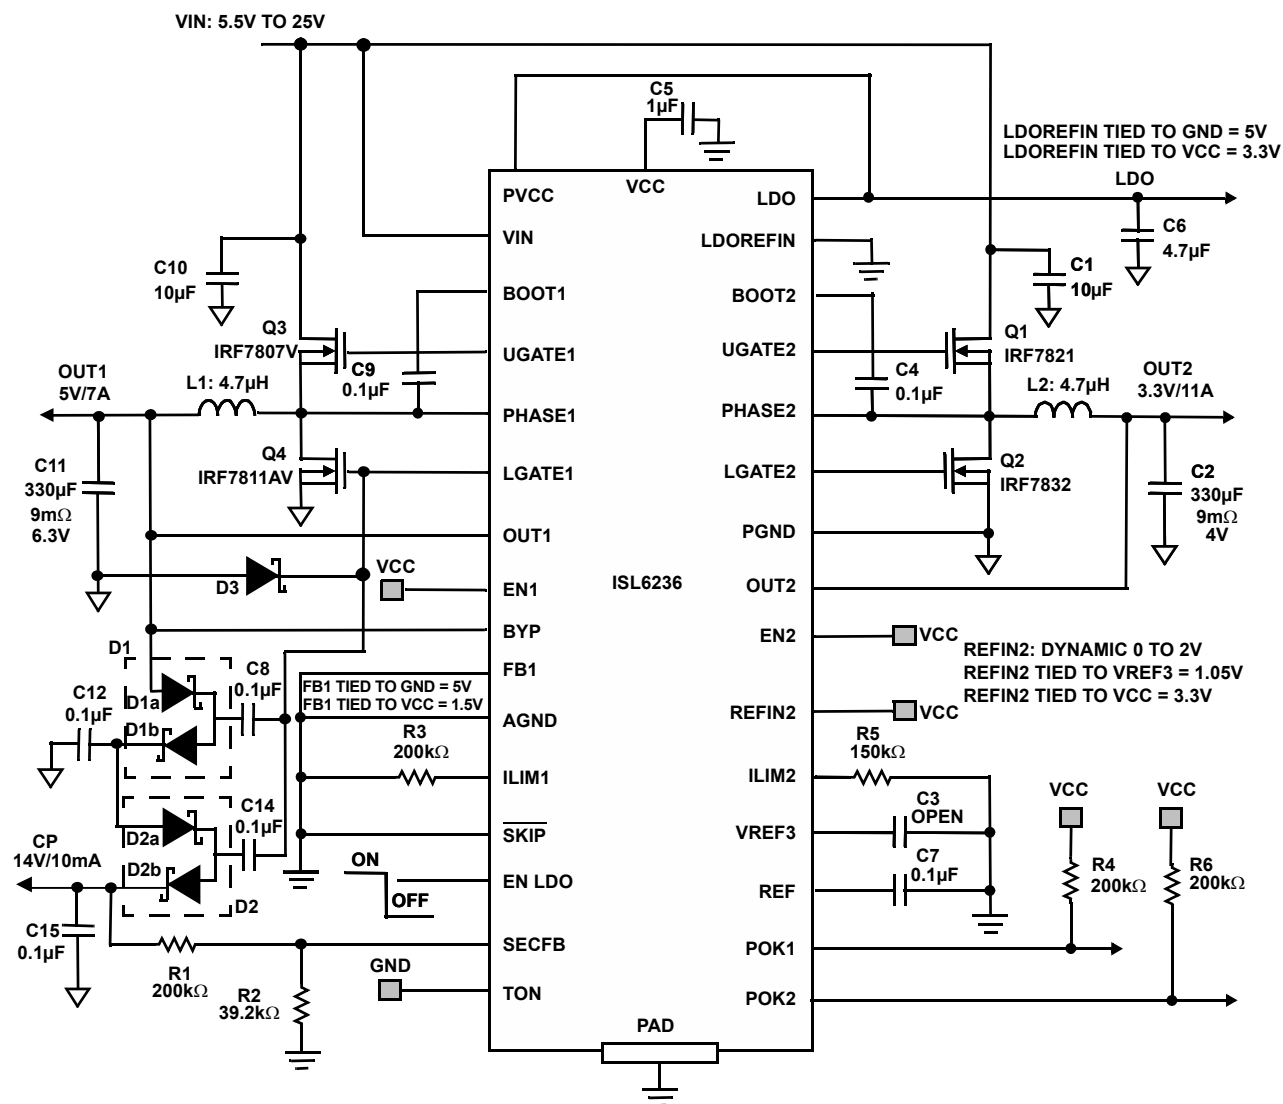 VIN: 5.5V TO 25V
C5
1µF
LDOREFIN TIED TO GND = 5V
LDOREFIN TIED TO VCC = 3.3V
VCC
LDO
PVCC
LDO
VIN
LDOREFIN
C6
4.7µF
C10
10µF
C1
10µF
BOOT1
BOOT2
Q3
IRF7807V
UGATE1
UGATE2
Q1
IRF7821
C9
0.1µF
C4
0.1µF
OUT1
5V/7A
L1: 4.7µH
PHASE1
PHASE2
L2: 4.7µH
OUT2
3.3V/11A
Q4
IRF7811AV
LGATE1
LGATE2
Q2
IRF7832
C11
330µF
9mΩ
6.3V
C2
330µF
9mΩ
4V
OUT1
PGND
D3
VCC
EN1
ISL6236
OUT2
BYP
EN2
VCC
REFIN2: DYNAMIC 0 TO 2V
REFIN2 TIED TO VREF3 = 1.05V
REFIN2 TIED TO VCC = 3.3V
D1
FB1
C8
0.1µF
FB1 TIED TO GND = 5V
FB1 TIED TO VCC = 1.5V
C12
0.1µF
D1a
D1b
AGND
REFIN2
VCC
R3
200kΩ
R5
150kΩ
ILIM1
ILIM2
C14
0.1µF
D2a
D2b
D2
SKIP
VREF3
C3
OPEN
VCC
VCC
CP
14V/10mA
ON
OFF
EN LDO
REF
C7
0.1µF
R4
200kΩ
R6
200kΩ
C15
0.1µF
SECFB
POK1
R1
200kΩ
GND
TON
POK2
R2
39.2kΩ
PAD